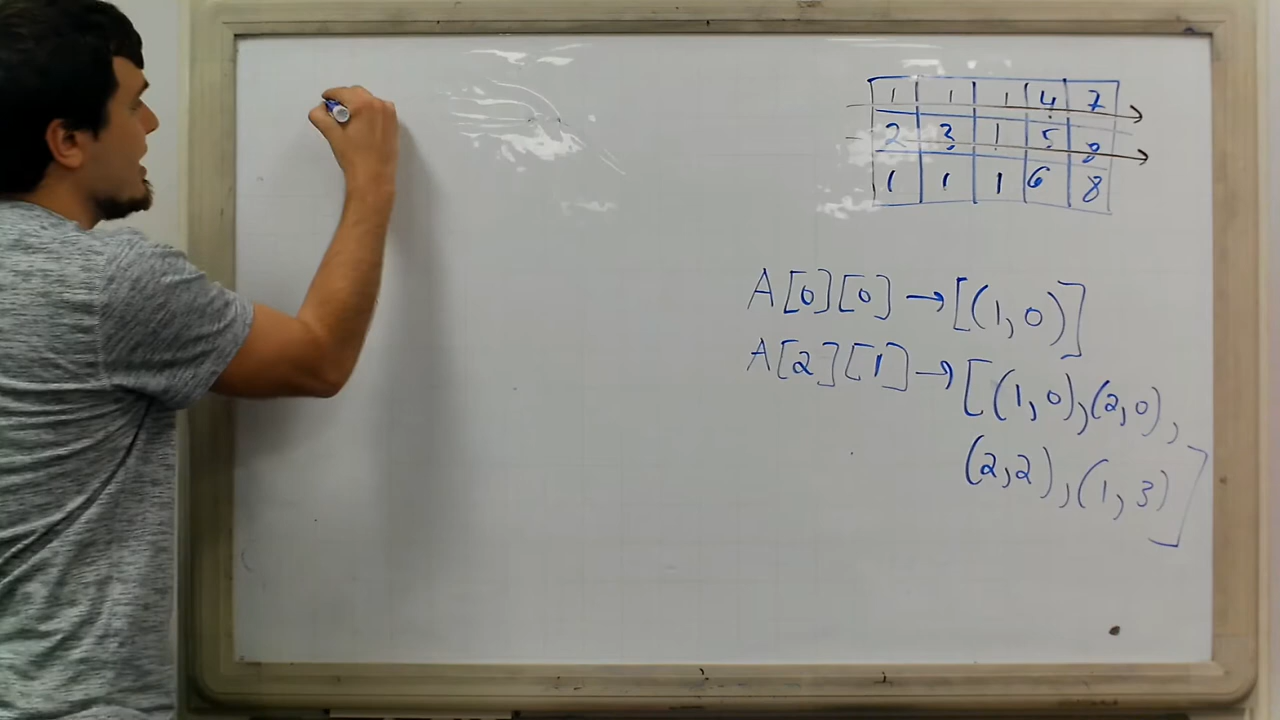 1 1 1 4 7
2 3 1 5 9
1 1 1 6 8
A[0][0] → [(1,0)]
A[2][1] → [(1,0),(2,0),
(2,2),(1,3)]